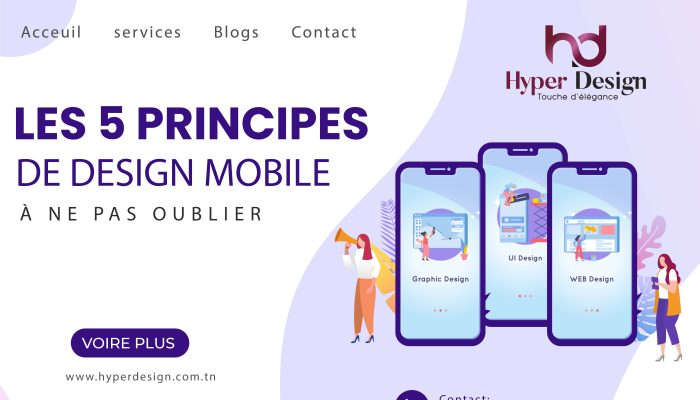 Acceuil services Blogs Contact
hd
Hyper Design
Touche d'élégance
LES 5 PRINCIPES
DE DESIGN MOBILE
À NE PAS OUBLIER
Graphic Design
UI Design
WEB Design
VOIRE PLUS
www.hyperdesign.com.tn
Contact: